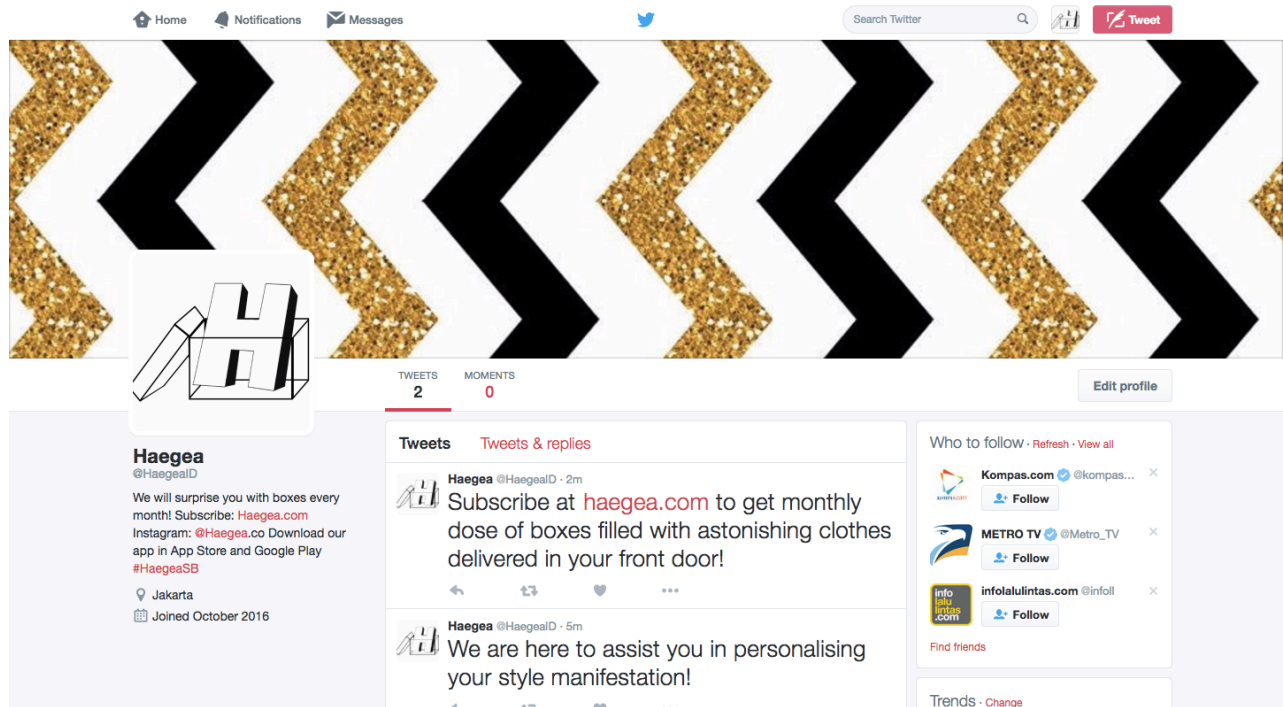 Home Notifications Messages
Search Twitter
Tweet
TWEETS MOMENTS
2 0
Edit profile
Haegea
@HaegeaID
We will surprise you with boxes every
month! Subscribe: Haegea.com
Instagram: @Haegea.co Download our
app in App Store and Google Play
#HaegeaSB
Jakarta
Joined October 2016
Tweets Tweets & replies
Haegea @HaegeaID · 2m
Subscribe at haegea.com to get monthly
dose of boxes filled with astonishing clothes
delivered in your front door!
Haegea @HaegeaID · 5m
We are here to assist you in personalising
your style manifestation!
Who to follow · Refresh · View all
Kompas.com @kompas...
Follow
METRO TV @Metro_TV
Follow
info
lalu
lintas
.com
infolalulintas.com @infoll
Follow
Find friends
Trends · Change